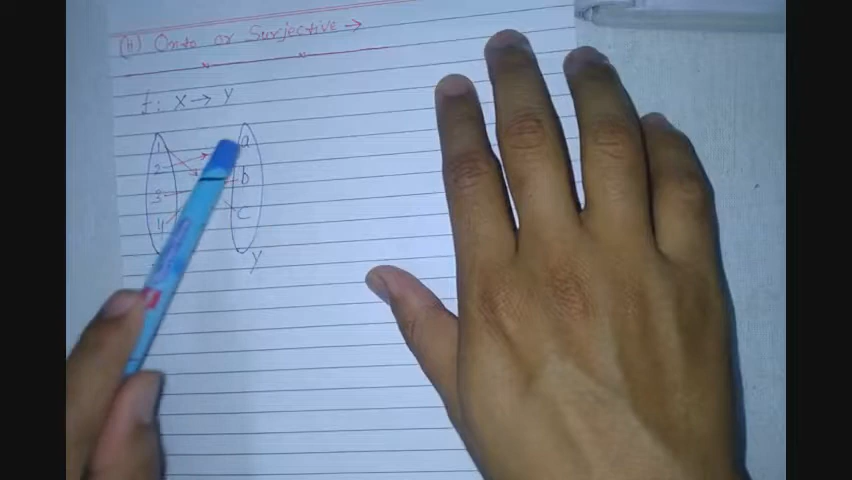 (ii) Onto or Surjective →
f: X → Y
1 a
2
3 b
4 c
Y